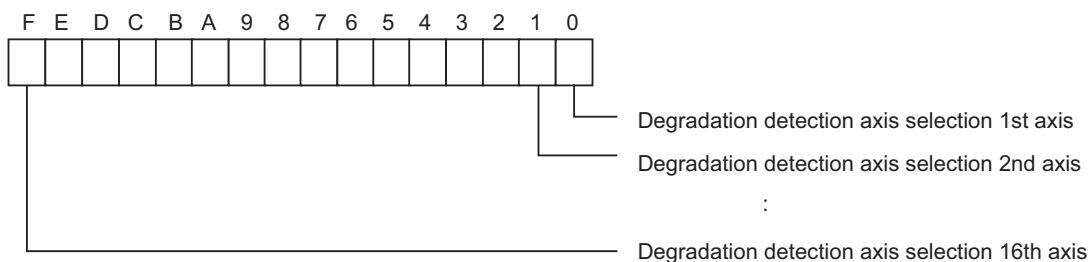 F E D C B A 9 8 7 6 5 4 3 2 1 0
Degradation detection axis selection 1st axis
Degradation detection axis selection 2nd axis
:
Degradation detection axis selection 16th axis